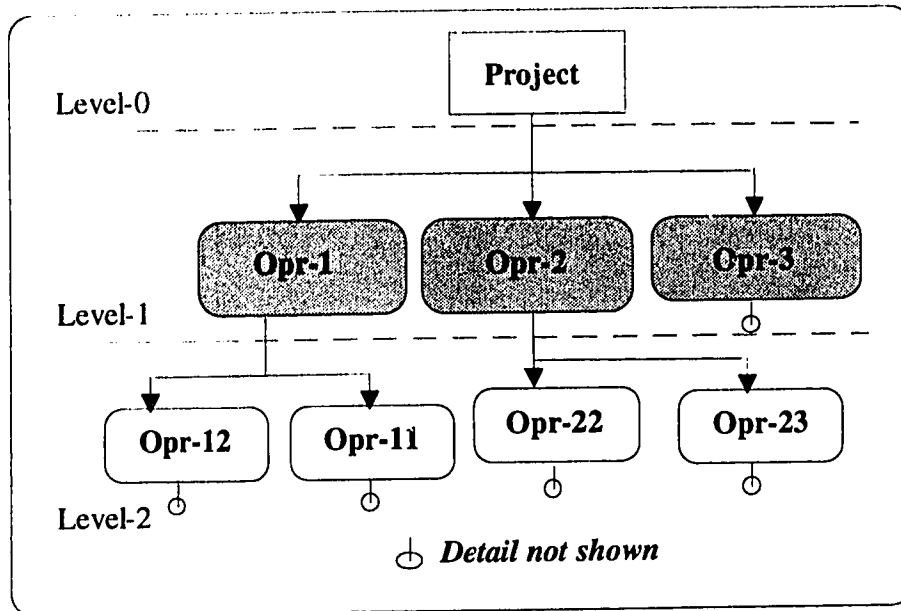 Project
Level-0
Opr-1
Opr-2
Opr-3
Level-1
Opr-12
Opr-11
Opr-22
Opr-23
Level-2
Detail not shown